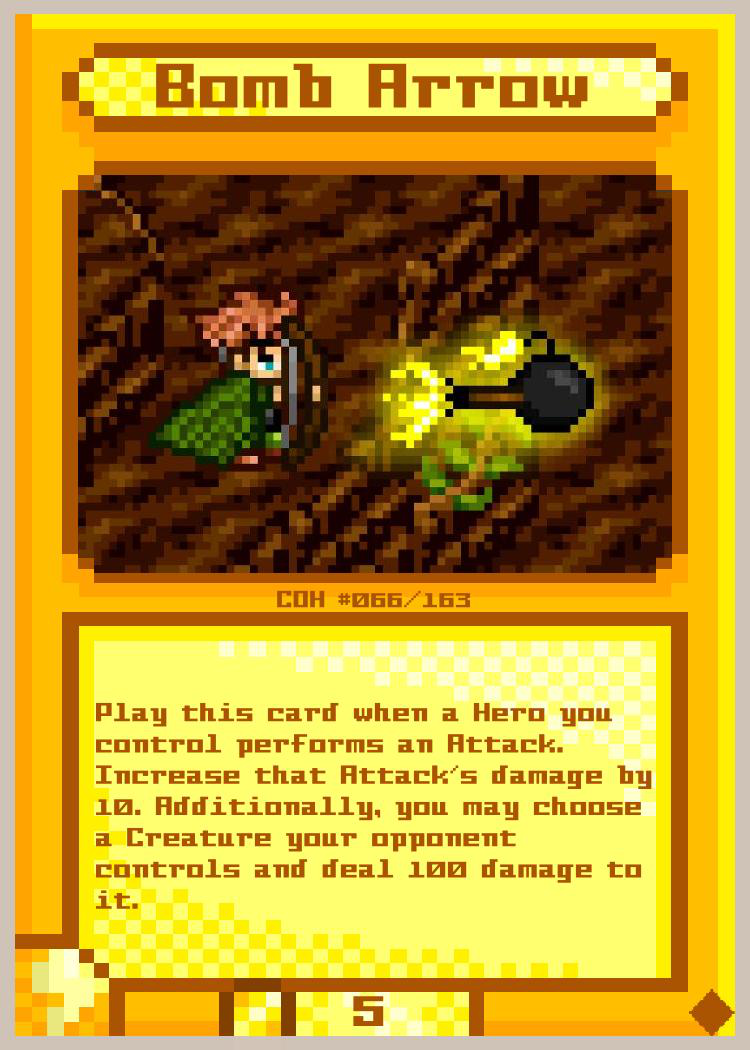 Bomb Arrow
COH #066/163
Play this card when a Hero you
control performs an Attack.
Increase that Attack's damage by
10. Additionally, you may choose
a Creature your opponent
controls and deal 100 damage to
it.
5